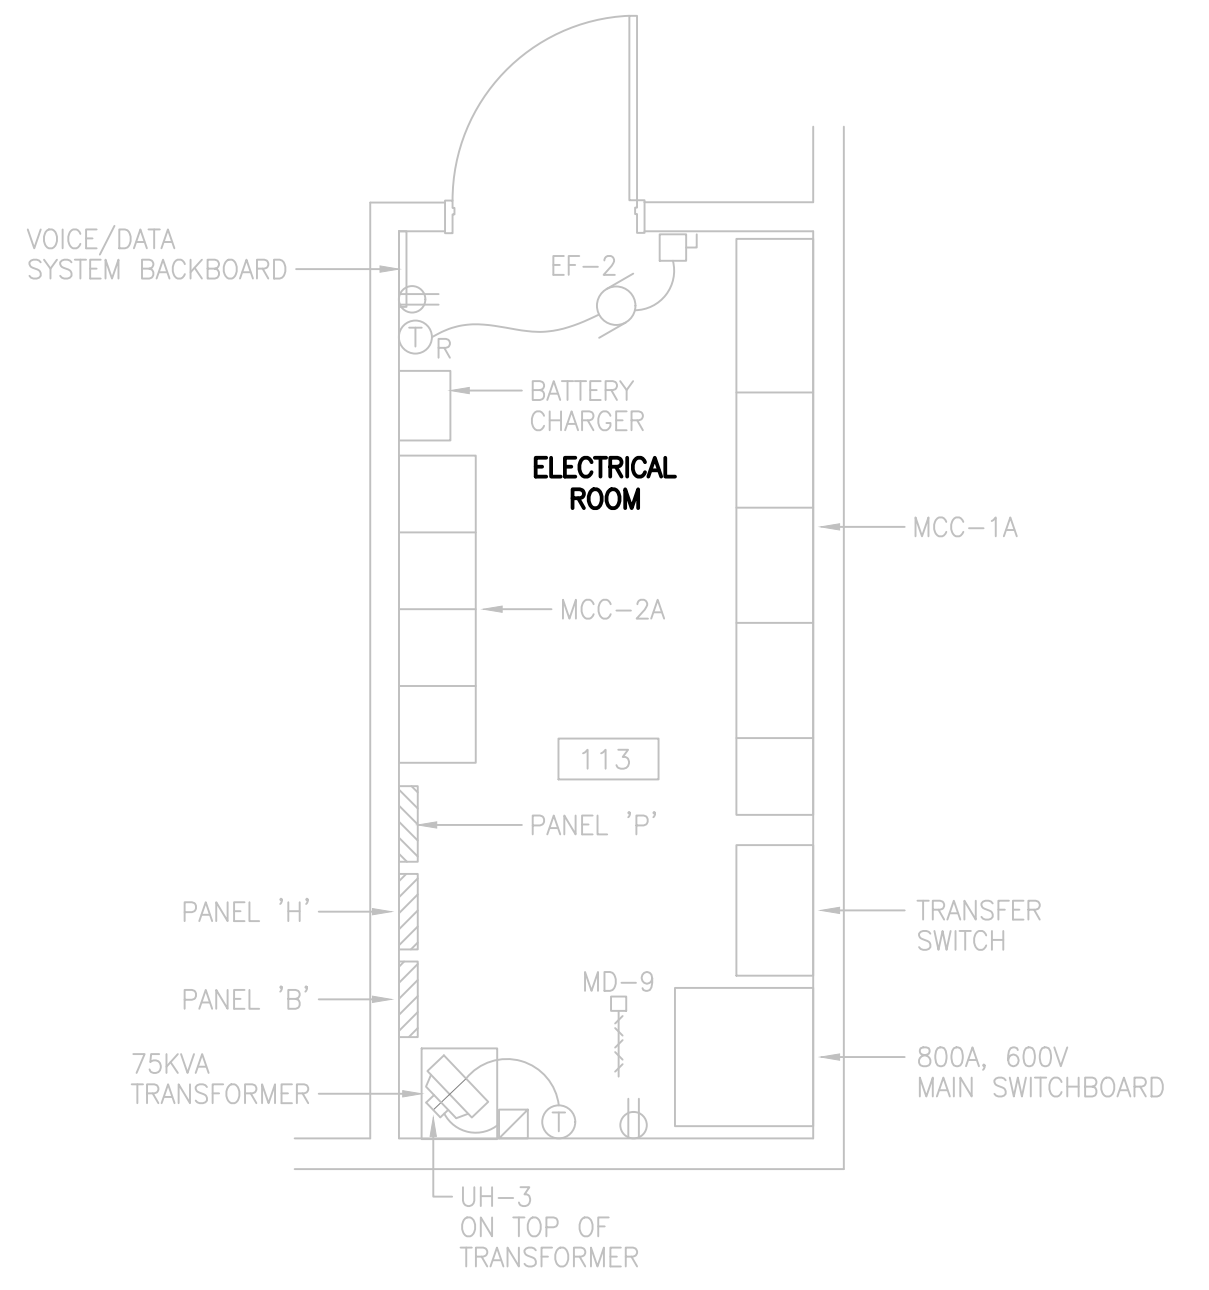 VOICE/DATA
SYSTEM BACKBOARD
EF-2
T
R
BATTERY
CHARGER
ELECTRICAL
ROOM
MCC-1A
MCC-2A
113
PANEL 'P'
PANEL 'H'
TRANSFER
SWITCH
MD-9
PANEL 'B'
75KVA
TRANSFORMER
800A, 600V
MAIN SWITCHBOARD
T
UH-3
ON TOP OF
TRANSFORMER